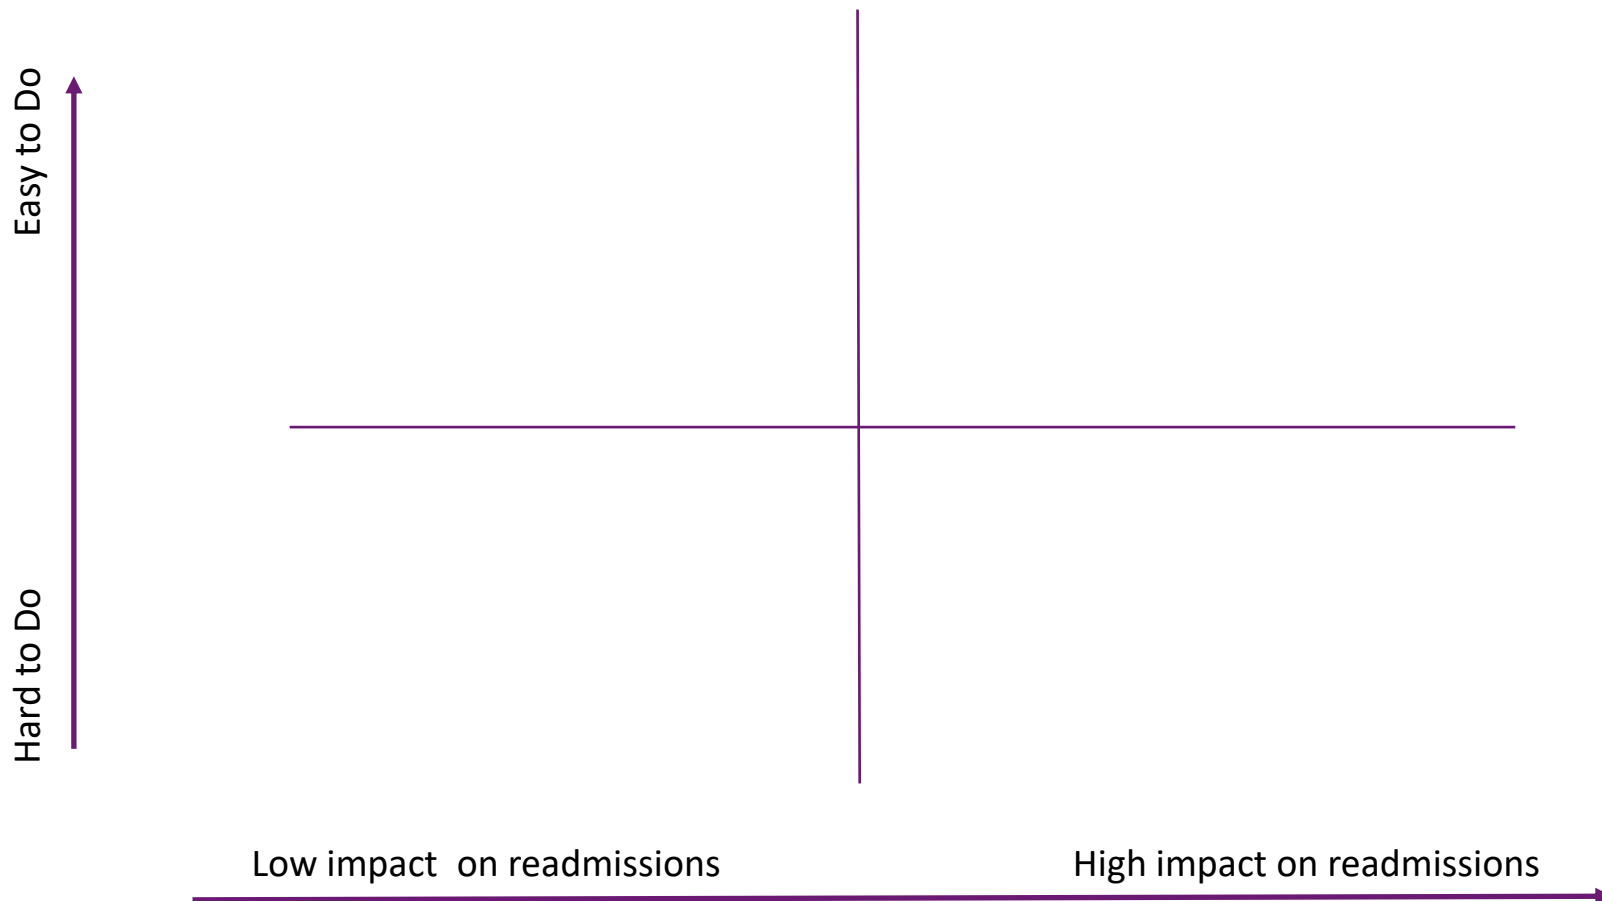 Easy to Do
Hard to Do
Low impact  on readmissions
High impact on readmissions